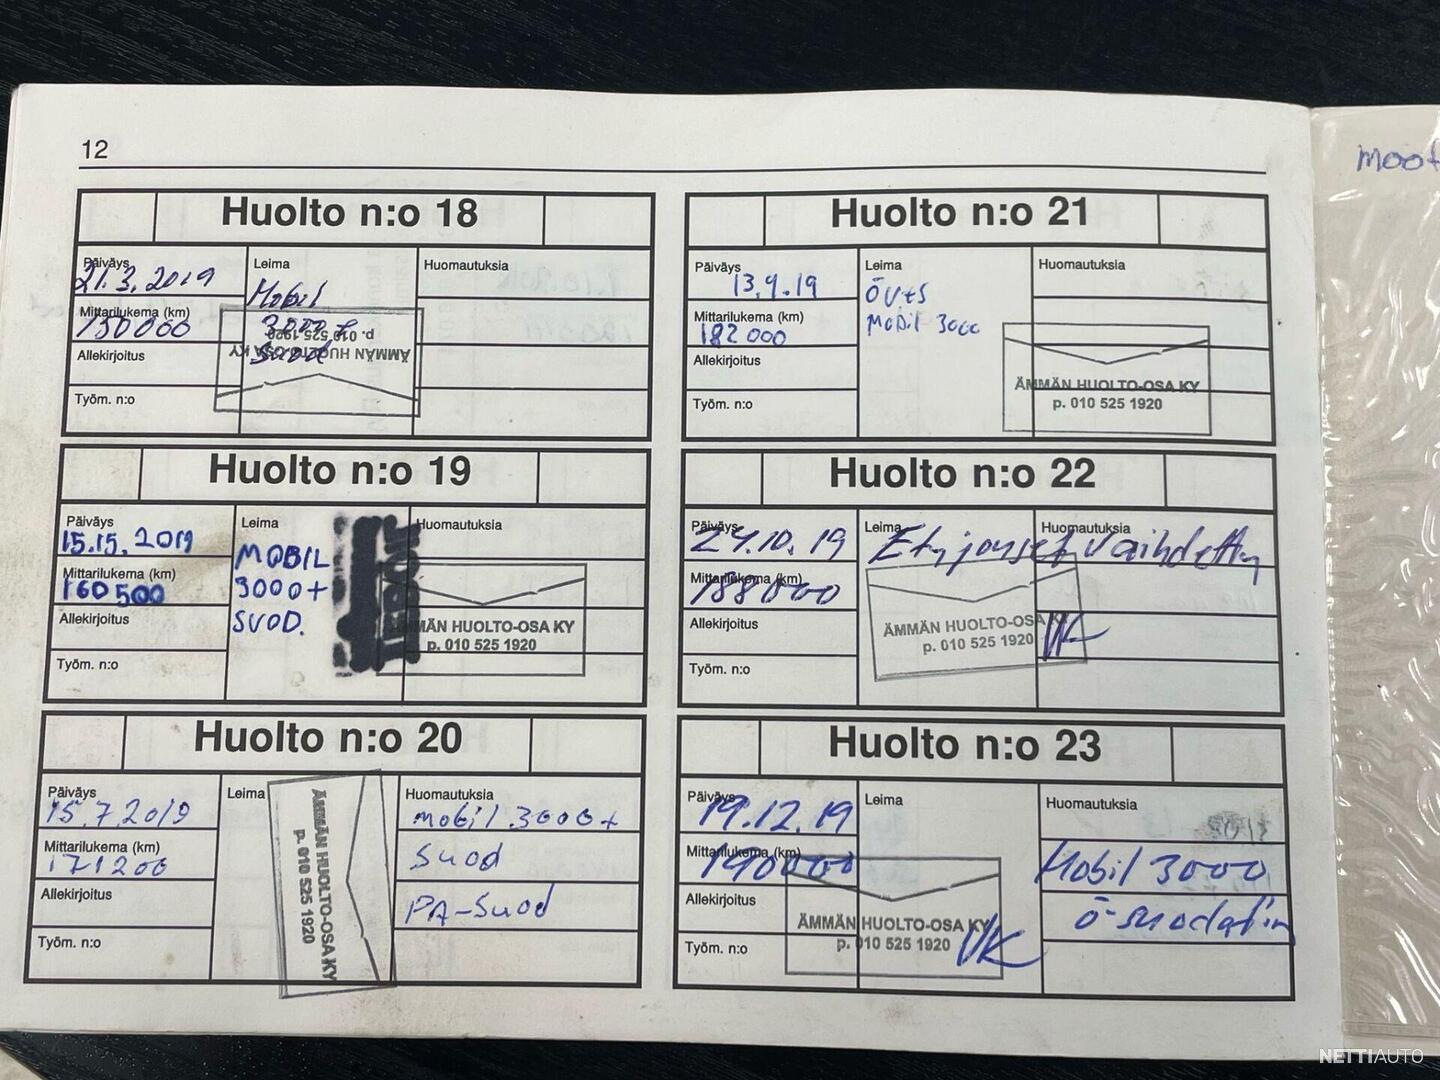 12
moot
Huolto n:o 18
Päiväys
21.3.2019
Leima
Mobil
3000+
Suod
Huomautuksia
Mittarilukema (km)
150000
ÄMMÄN HUOLTO-OSA KY
p. 010 525 1920
Allekirjoitus
Työm. n:o
Huolto n:o 19
Päiväys
15.15.2019
Leima
MOBIL
3000+
SUOD.
Huomautuksia
Mittarilukema (km)
160500
ÄMMÄN HUOLTO-OSA KY
p. 010 525 1920
Allekirjoitus
Työm. n:o
Huolto n:o 20
Päiväys
15.7.2019
Leima
ÄMMÄN HUOLTO-OSA KY
p. 010 525 1920
Huomautuksia
mobil 3000+
suod
PA-Suod
Mittarilukema (km)
171200
Allekirjoitus
Työm. n:o
Huolto n:o 21
Päiväys
13.9.19
Leima
ÖV+S
MOBil 3000
Huomautuksia
Mittarilukema (km)
182000
ÄMMÄN HUOLTO-OSA KY
p. 010 525 1920
Allekirjoitus
Työm. n:o
Huolto n:o 22
Päiväys
24.10.19
Leima
Huomautuksia
Etujouset vaihdettu
Mittarilukema (km)
188000
ÄMMÄN HUOLTO-OSA KY
p. 010 525 1920
VK
Allekirjoitus
Työm. n:o
Huolto n:o 23
Päiväys
19.12.19
Leima
Huomautuksia
Mobil 3000
ö-suodatin
Mittarilukema (km)
190000
ÄMMÄN HUOLTO-OSA KY
p. 010 525 1920
VK
Allekirjoitus
Työm. n:o
NETTIAUTO